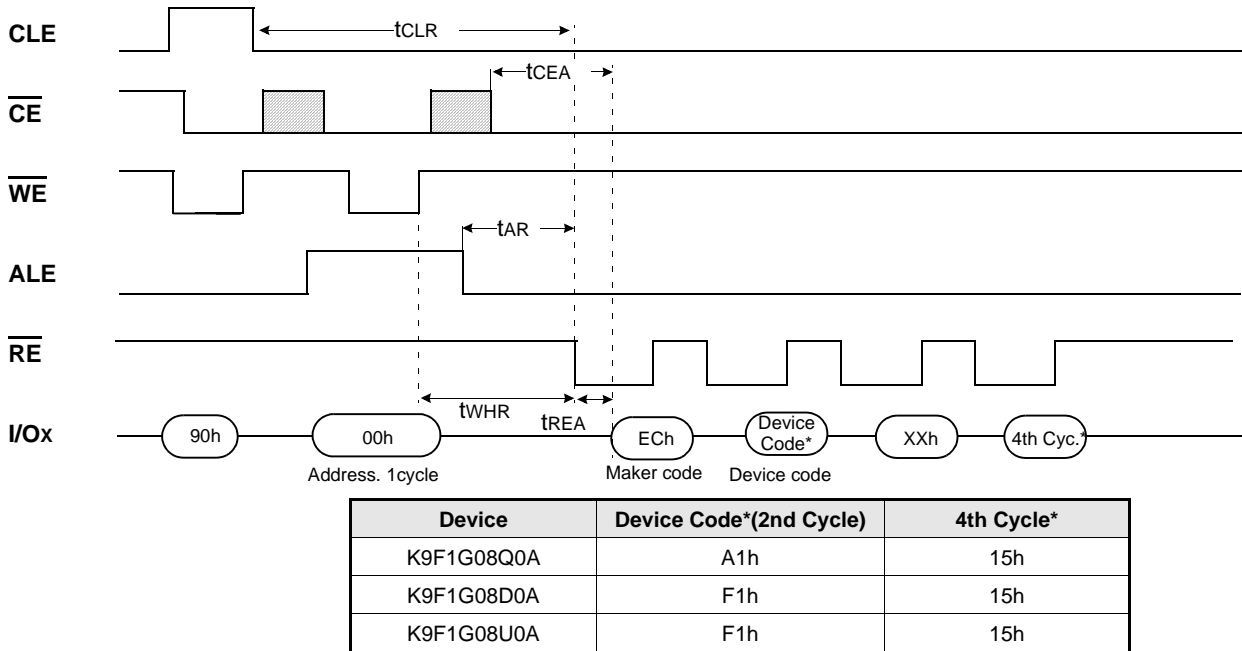 CLE
tCLR
tCEA
CE
WE
tAR
ALE
RE
tWHR
tREA
I/Ox
90h
00h
ECh
Device
Code*
XXh
4th Cyc.*
Address. 1cycle
Maker code
Device code
Device Device Code*(2nd Cycle) 4th Cycle*
K9F1G08Q0A A1h 15h
K9F1G08D0A F1h 15h
K9F1G08U0A F1h 15h